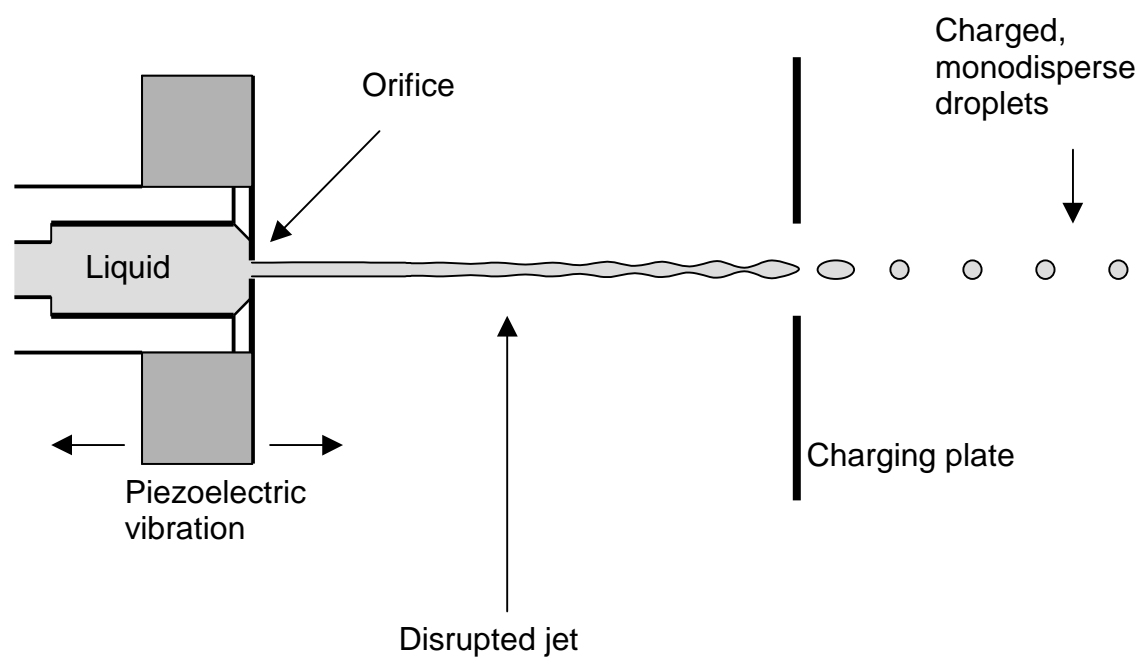 Charged,
monodisperse
droplets
Orifice
Liquid
Charging plate
Piezoelectric
vibration
Disrupted jet